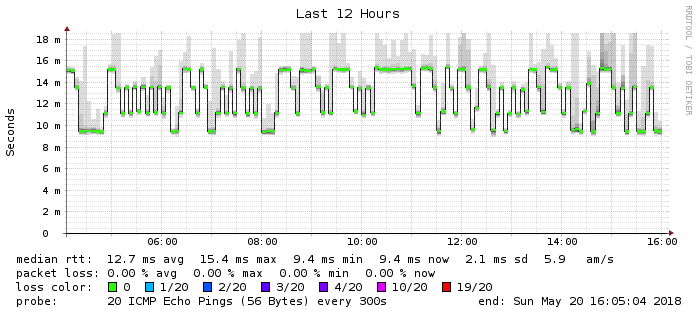 Last 12 Hours
RRDTOOL / TOBI OETIKER
Seconds
18 m
16 m
14 m
12 m
10 m
8 m
6 m
4 m
2 m
0
06:00 08:00 10:00 12:00 14:00 16:00
median rtt: 12.7 ms avg 15.4 ms max 9.4 ms min 9.4 ms now 2.1 ms sd 5.9 am/s
packet loss: 0.00 % avg 0.00 % max 0.00 % min 0.00 % now
loss color: 0 1/20 2/20 3/20 4/20 10/20 19/20
probe: 20 ICMP Echo Pings (56 Bytes) every 300s end: Sun May 20 16:05:04 2018